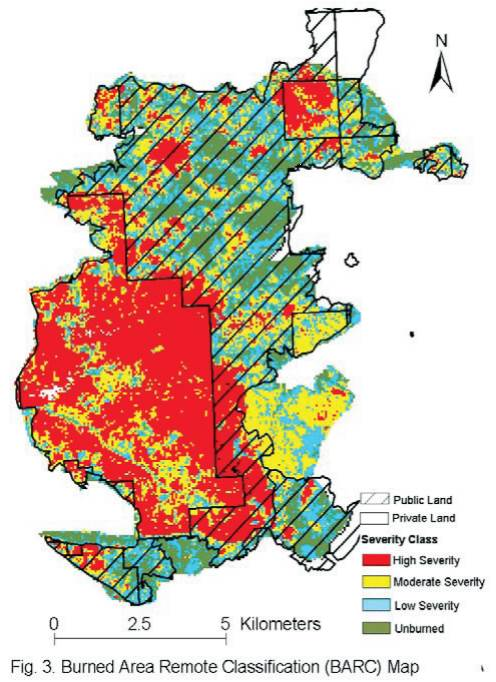 N
Public Land
Private Land
Severity Class
High Severity
Moderate Severity
Low Severity
Unburned
0 2.5 5 Kilometers
Fig. 3. Burned Area Remote Classification (BARC) Map